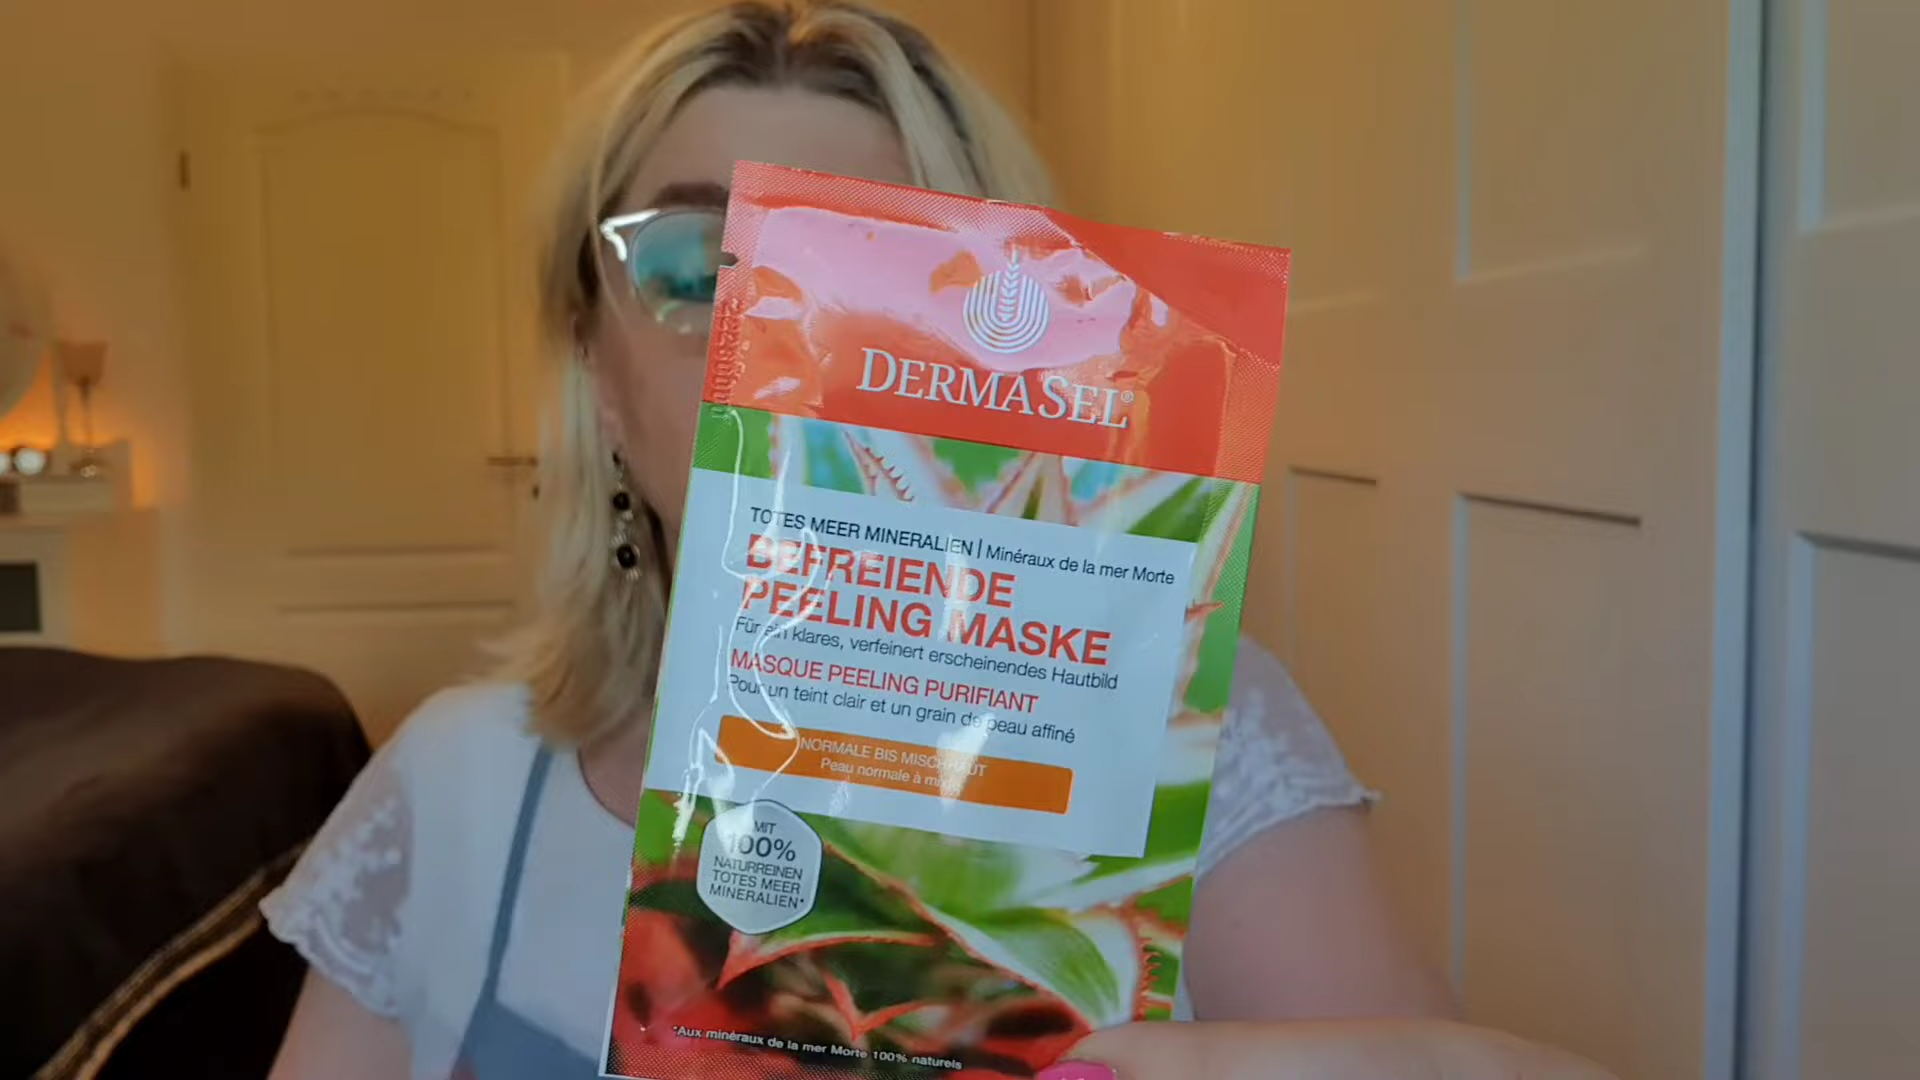 DERMASEL®
TOTES MEER MINERALIEN | Minéraux de la mer Morte
BEFREIENDE
PEELING MASKE
Für ein klares, verfeinert erscheinendes Hautbild
MASQUE PEELING PURIFIANT
Pour un teint clair et un grain de peau affiné
NORMALE BIS MISCHHAUT
Peau normale à mixte
MIT
100%
NATURREINEN
TOTES MEER
MINERALIEN*
*Aux minéraux de la mer Morte 100% naturels